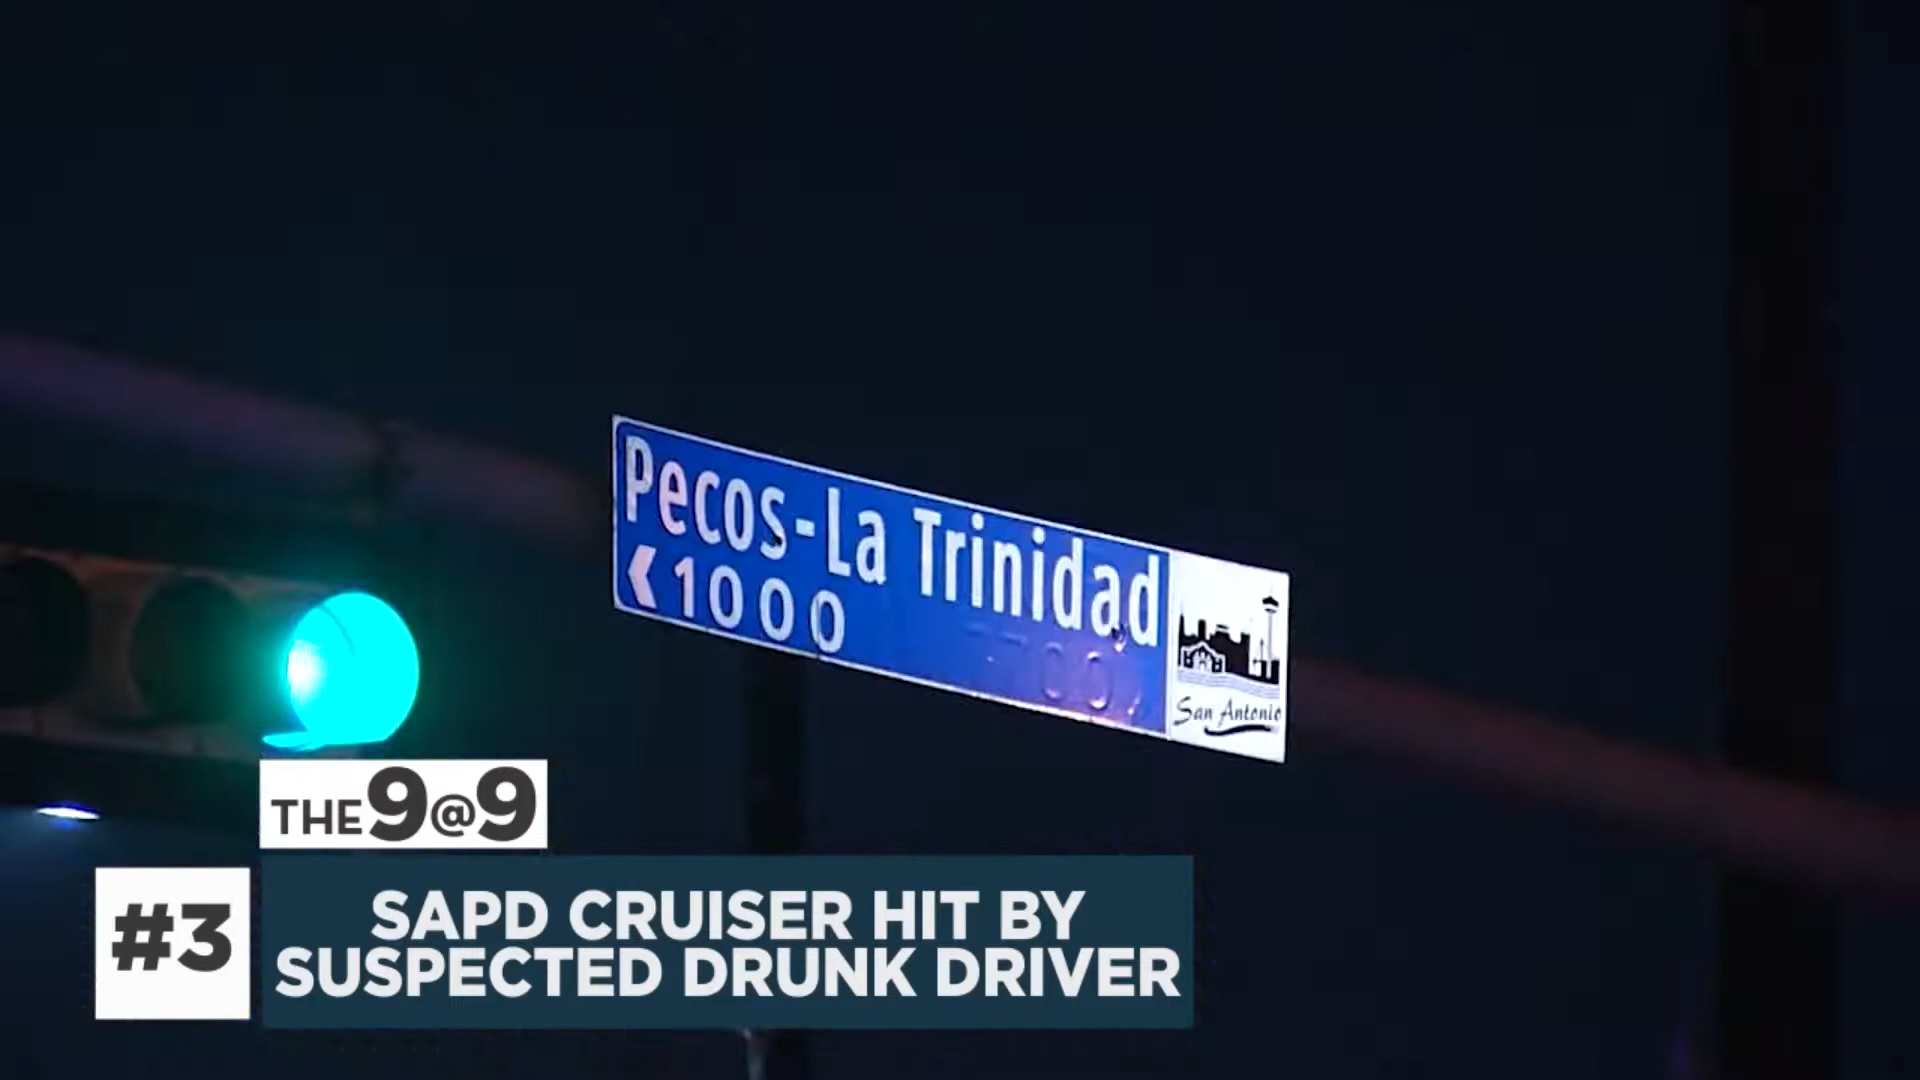 Pecos-La Trinidad
1000
San Antonio
THE 9@9
#3
SAPD CRUISER HIT BY
SUSPECTED DRUNK DRIVER